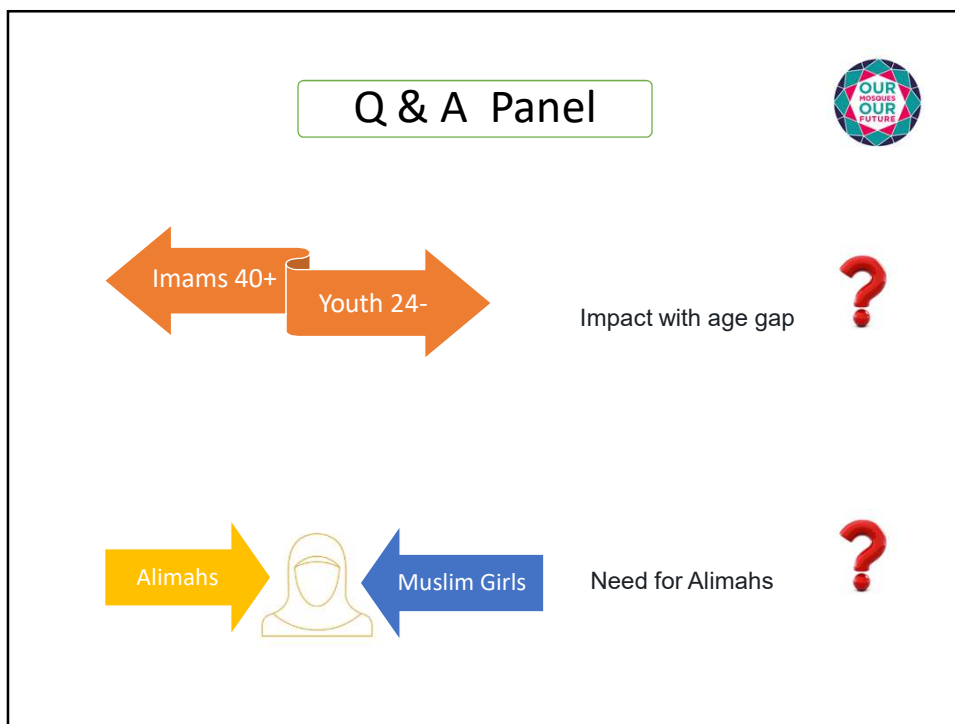 Q & A Panel
OUR
MOSQUES
OUR
FUTURE
Imams 40+
Youth 24-
Impact with age gap
Alimahs
Muslim Girls
Need for Alimahs